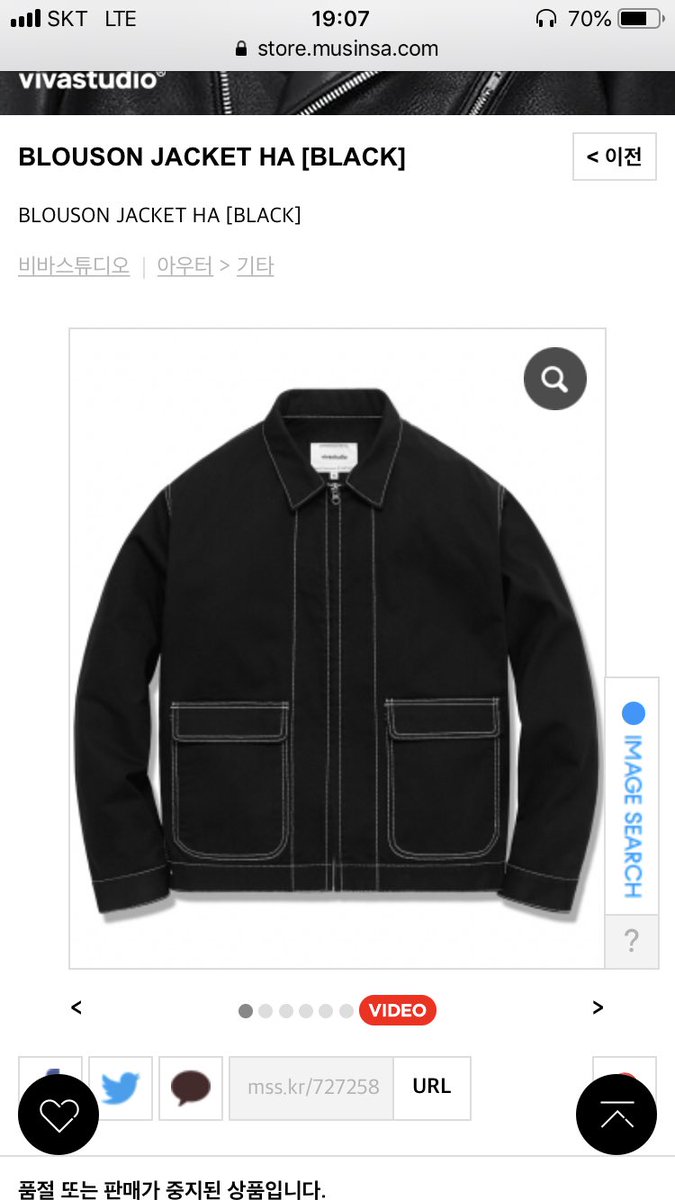 SKT LTE 19:07 70%
store.musinsa.com
vivastudio®
BLOUSON JACKET HA [BLACK]
< 이전
BLOUSON JACKET HA [BLACK]
비바스튜디오 | 아우터 > 기타
vivastudio
IMAGE SEARCH
?
< VIDEO >
mss.kr/727258 URL
품절 또는 판매가 중지된 상품입니다.